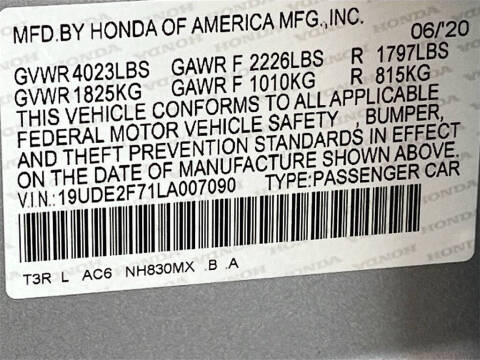 MFD.BY HONDA OF AMERICA MFG.,INC. 06/'20
GVWR 4023LBS GAWR F 2226LBS R 1797LBS
GVWR 1825KG GAWR F 1010KG R 815KG
THIS VEHICLE CONFORMS TO ALL APPLICABLE
FEDERAL MOTOR VEHICLE SAFETY , BUMPER,
AND THEFT PREVENTION STANDARDS IN EFFECT
ON THE DATE OF MANUFACTURE SHOWN ABOVE.
V.I.N.:19UDE2F71LA007090 TYPE:PASSENGER CAR
T3R L AC6 NH830MX .B .A